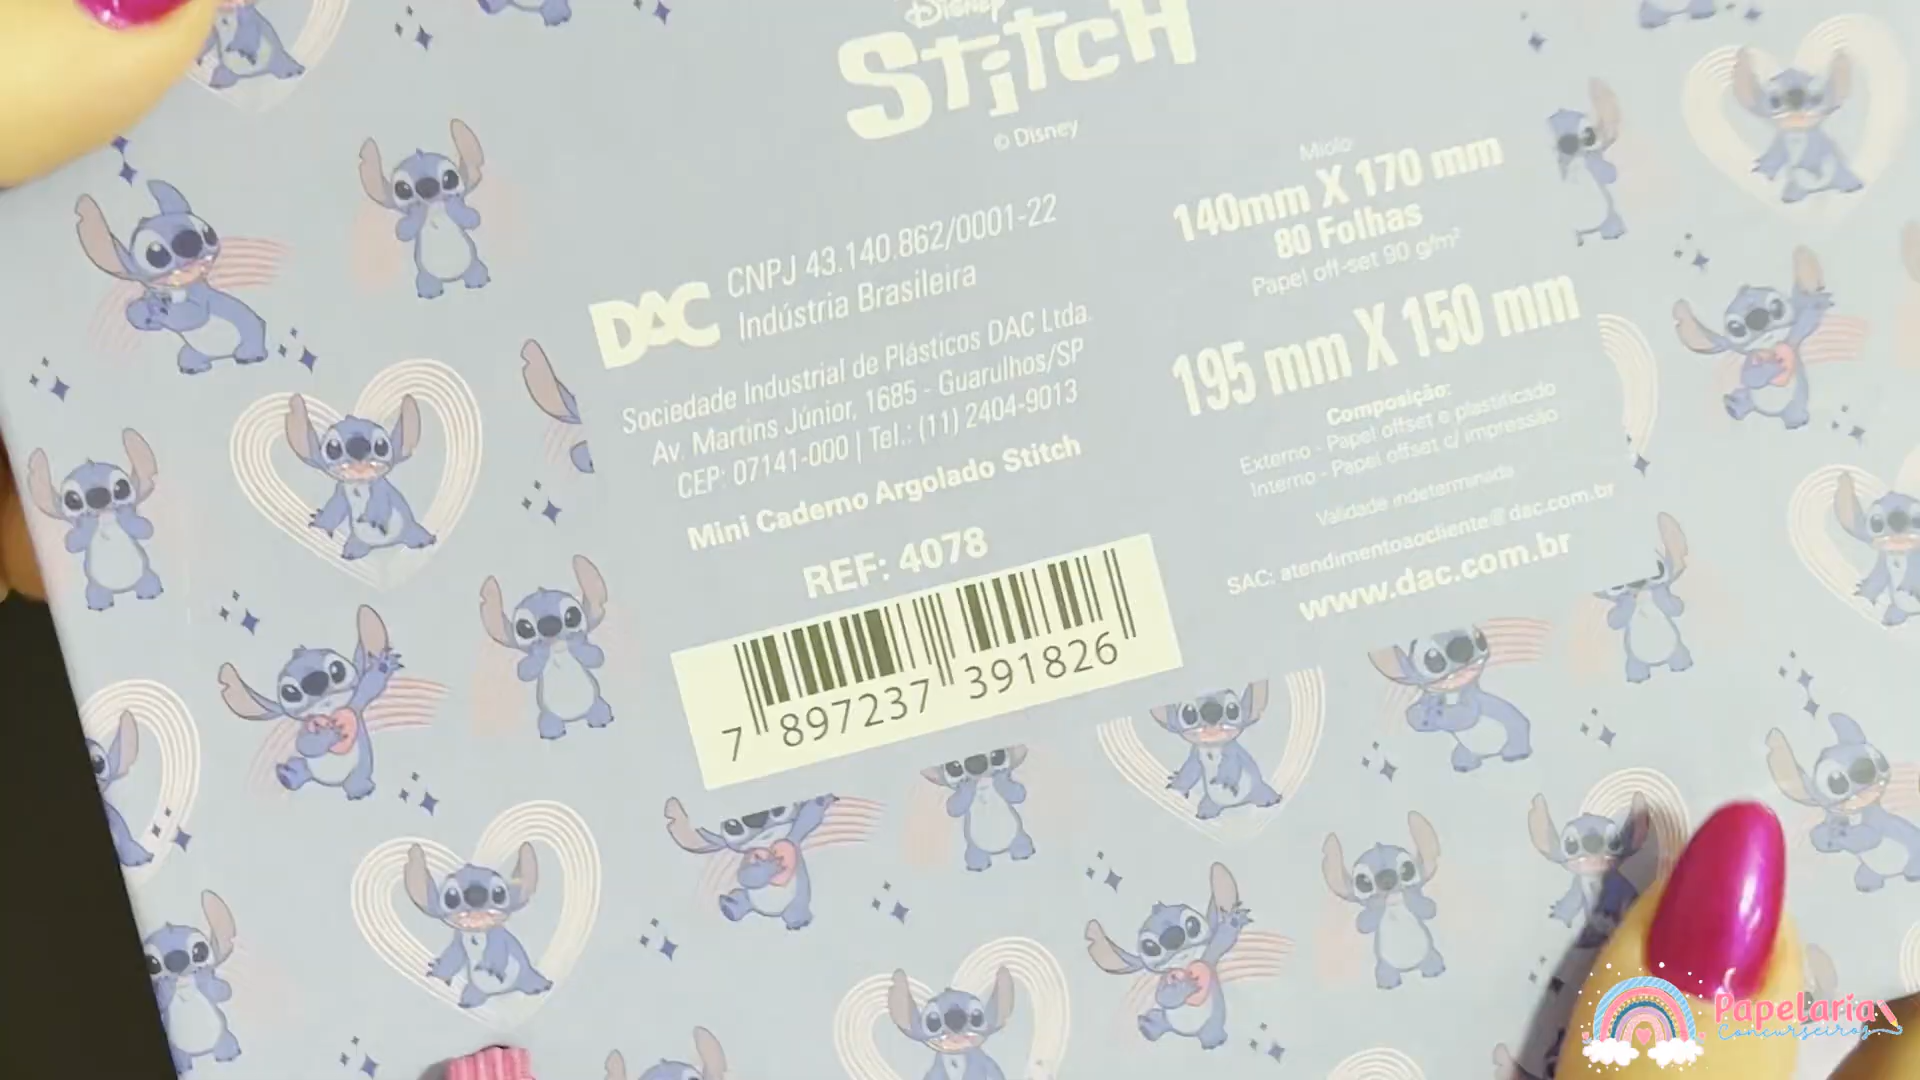 Disney
STITCH
© Disney
DAC
CNPJ 43.140.862/0001-22
Indústria Brasileira
Sociedade Industrial de Plásticos DAC Ltda.
Av. Martins Júnior, 1685 - Guarulhos/SP
CEP: 07141-000 | Tel.: (11) 2404-9013
Mini Caderno Argolado Stitch
REF: 4078
7 897237 391826
Miolo
140mm X 170 mm
80 Folhas
Papel off-set 90 g/m²
195 mm X 150 mm
Composição:
Externo - Papel offset e plastificado
Interno - Papel offset c/ impressão
Validade indeterminada
SAC: atendimentoaocliente@dac.com.br
www.dac.com.br
Papelaria
Concurseiros